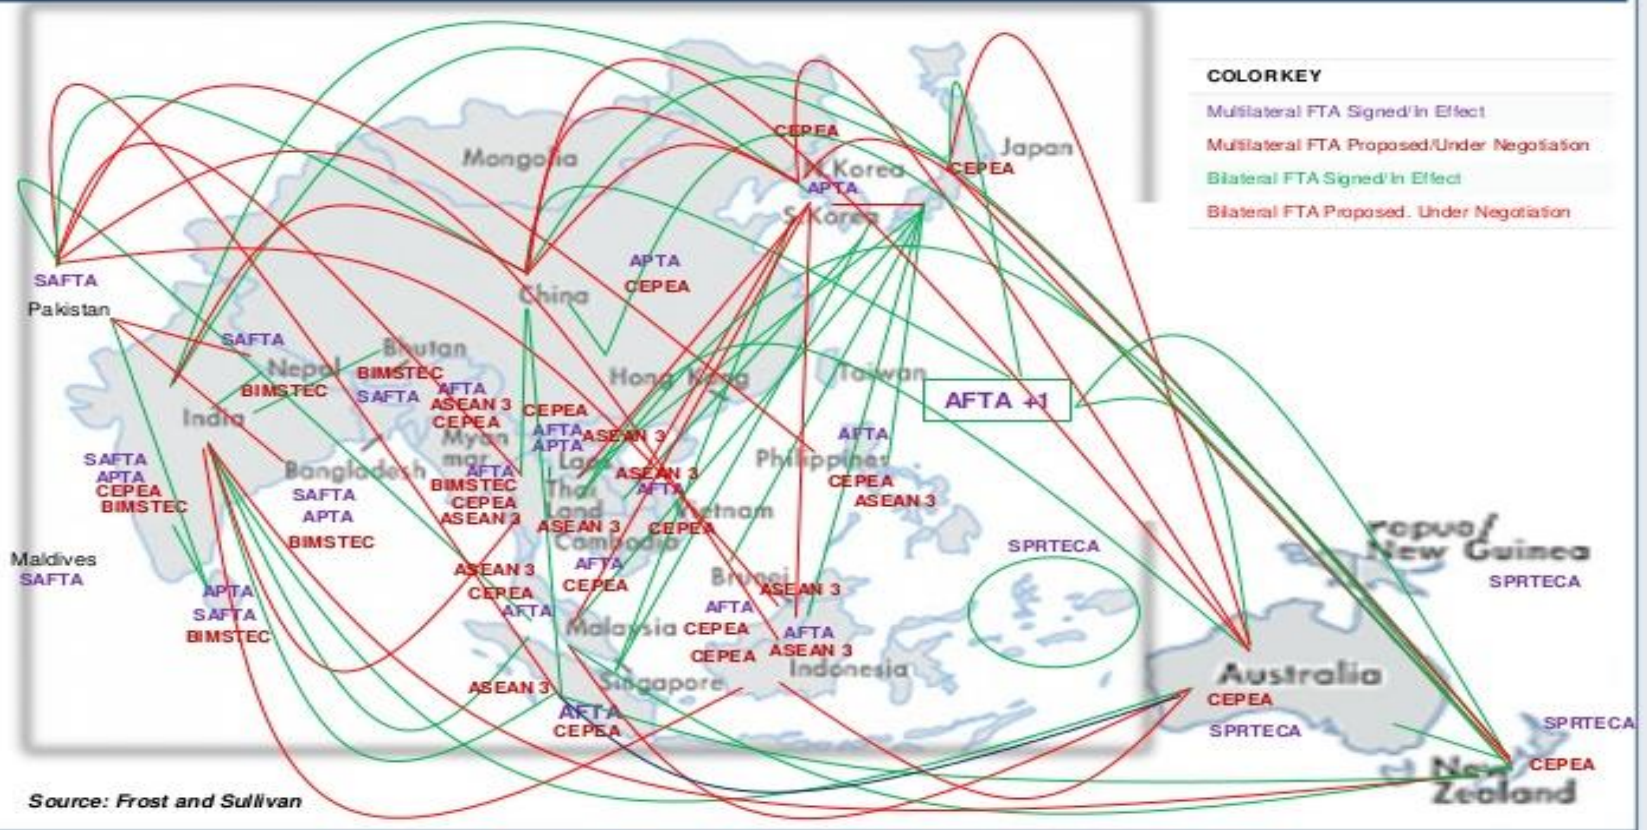 COLORKEY
Multilateral FTA Signed/In Effect
Multilateral FTA Proposed/Under Negotiation
Bilateral FTA Signed/In Effect
Bilateral FTA Proposed. Under Negotiation
CEPEA
Mongolia
N Korea
Japan
CEPEA
APTA
S Korea
SAFTA
Pakistan
APTA
CEPEA
China
SAFTA
Nepal
BIMSTEC
Bhutan
BIMSTEC
SAFTA
Hong Kong
Taiwan
AFTA +1
India
AFTA
ASEAN 3
CEPEA
Myan
mar
CEPEA
AFTA
APTA
ASEAN 3
Laos
AFTA
Philippines
CEPEA
ASEAN 3
SAFTA
APTA
CEPEA
BIMSTEC
Bangladesh
SAFTA
APTA
BIMSTEC
AFTA
BIMSTEC
CEPEA
ASEAN 3
Thai
Land
ASEAN 3
AFTA
Vietnam
CEPEA
ASEAN 3
Cambodia
AFTA
CEPEA
Maldives
SAFTA
APTA
SAFTA
BIMSTEC
ASEAN 3
CEPEA
AFTA
Malaysia
Brunei
ASEAN 3
AFTA
CEPEA
CEPEA
AFTA
ASEAN 3
Indonesia
SPRTECA
Papua/
New Guinea
SPRTECA
Singapore
ASEAN 3
AFTA
CEPEA
Australia
CEPEA
SPRTECA
SPRTECA
CEPEA
New
Zealand
Source: Frost and Sullivan